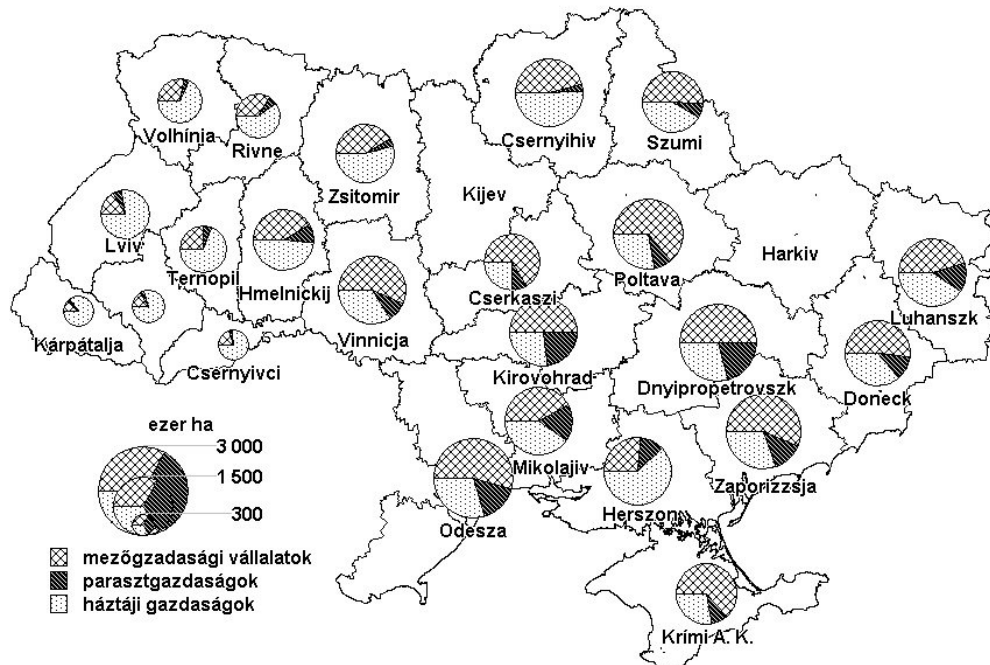 Volhínia
Rivne
Zsitomir
Csernyihiv
Szumi
Kijev
Lviv
Ternopil
Hmelnickij
Vinnicja
Cserkaszi
Poltava
Harkiv
Luhanszk
Kárpátalja
Csernyivci
Kirovohrad
Dnyipropetrovszk
Doneck
Mikolajiv
Zaporizzsja
Odesza
Herszon
Krími A. K.
ezer ha
3 000
1 500
300
mezőgzadasági vállalatok
parasztgazdaságok
háztáji gazdaságok